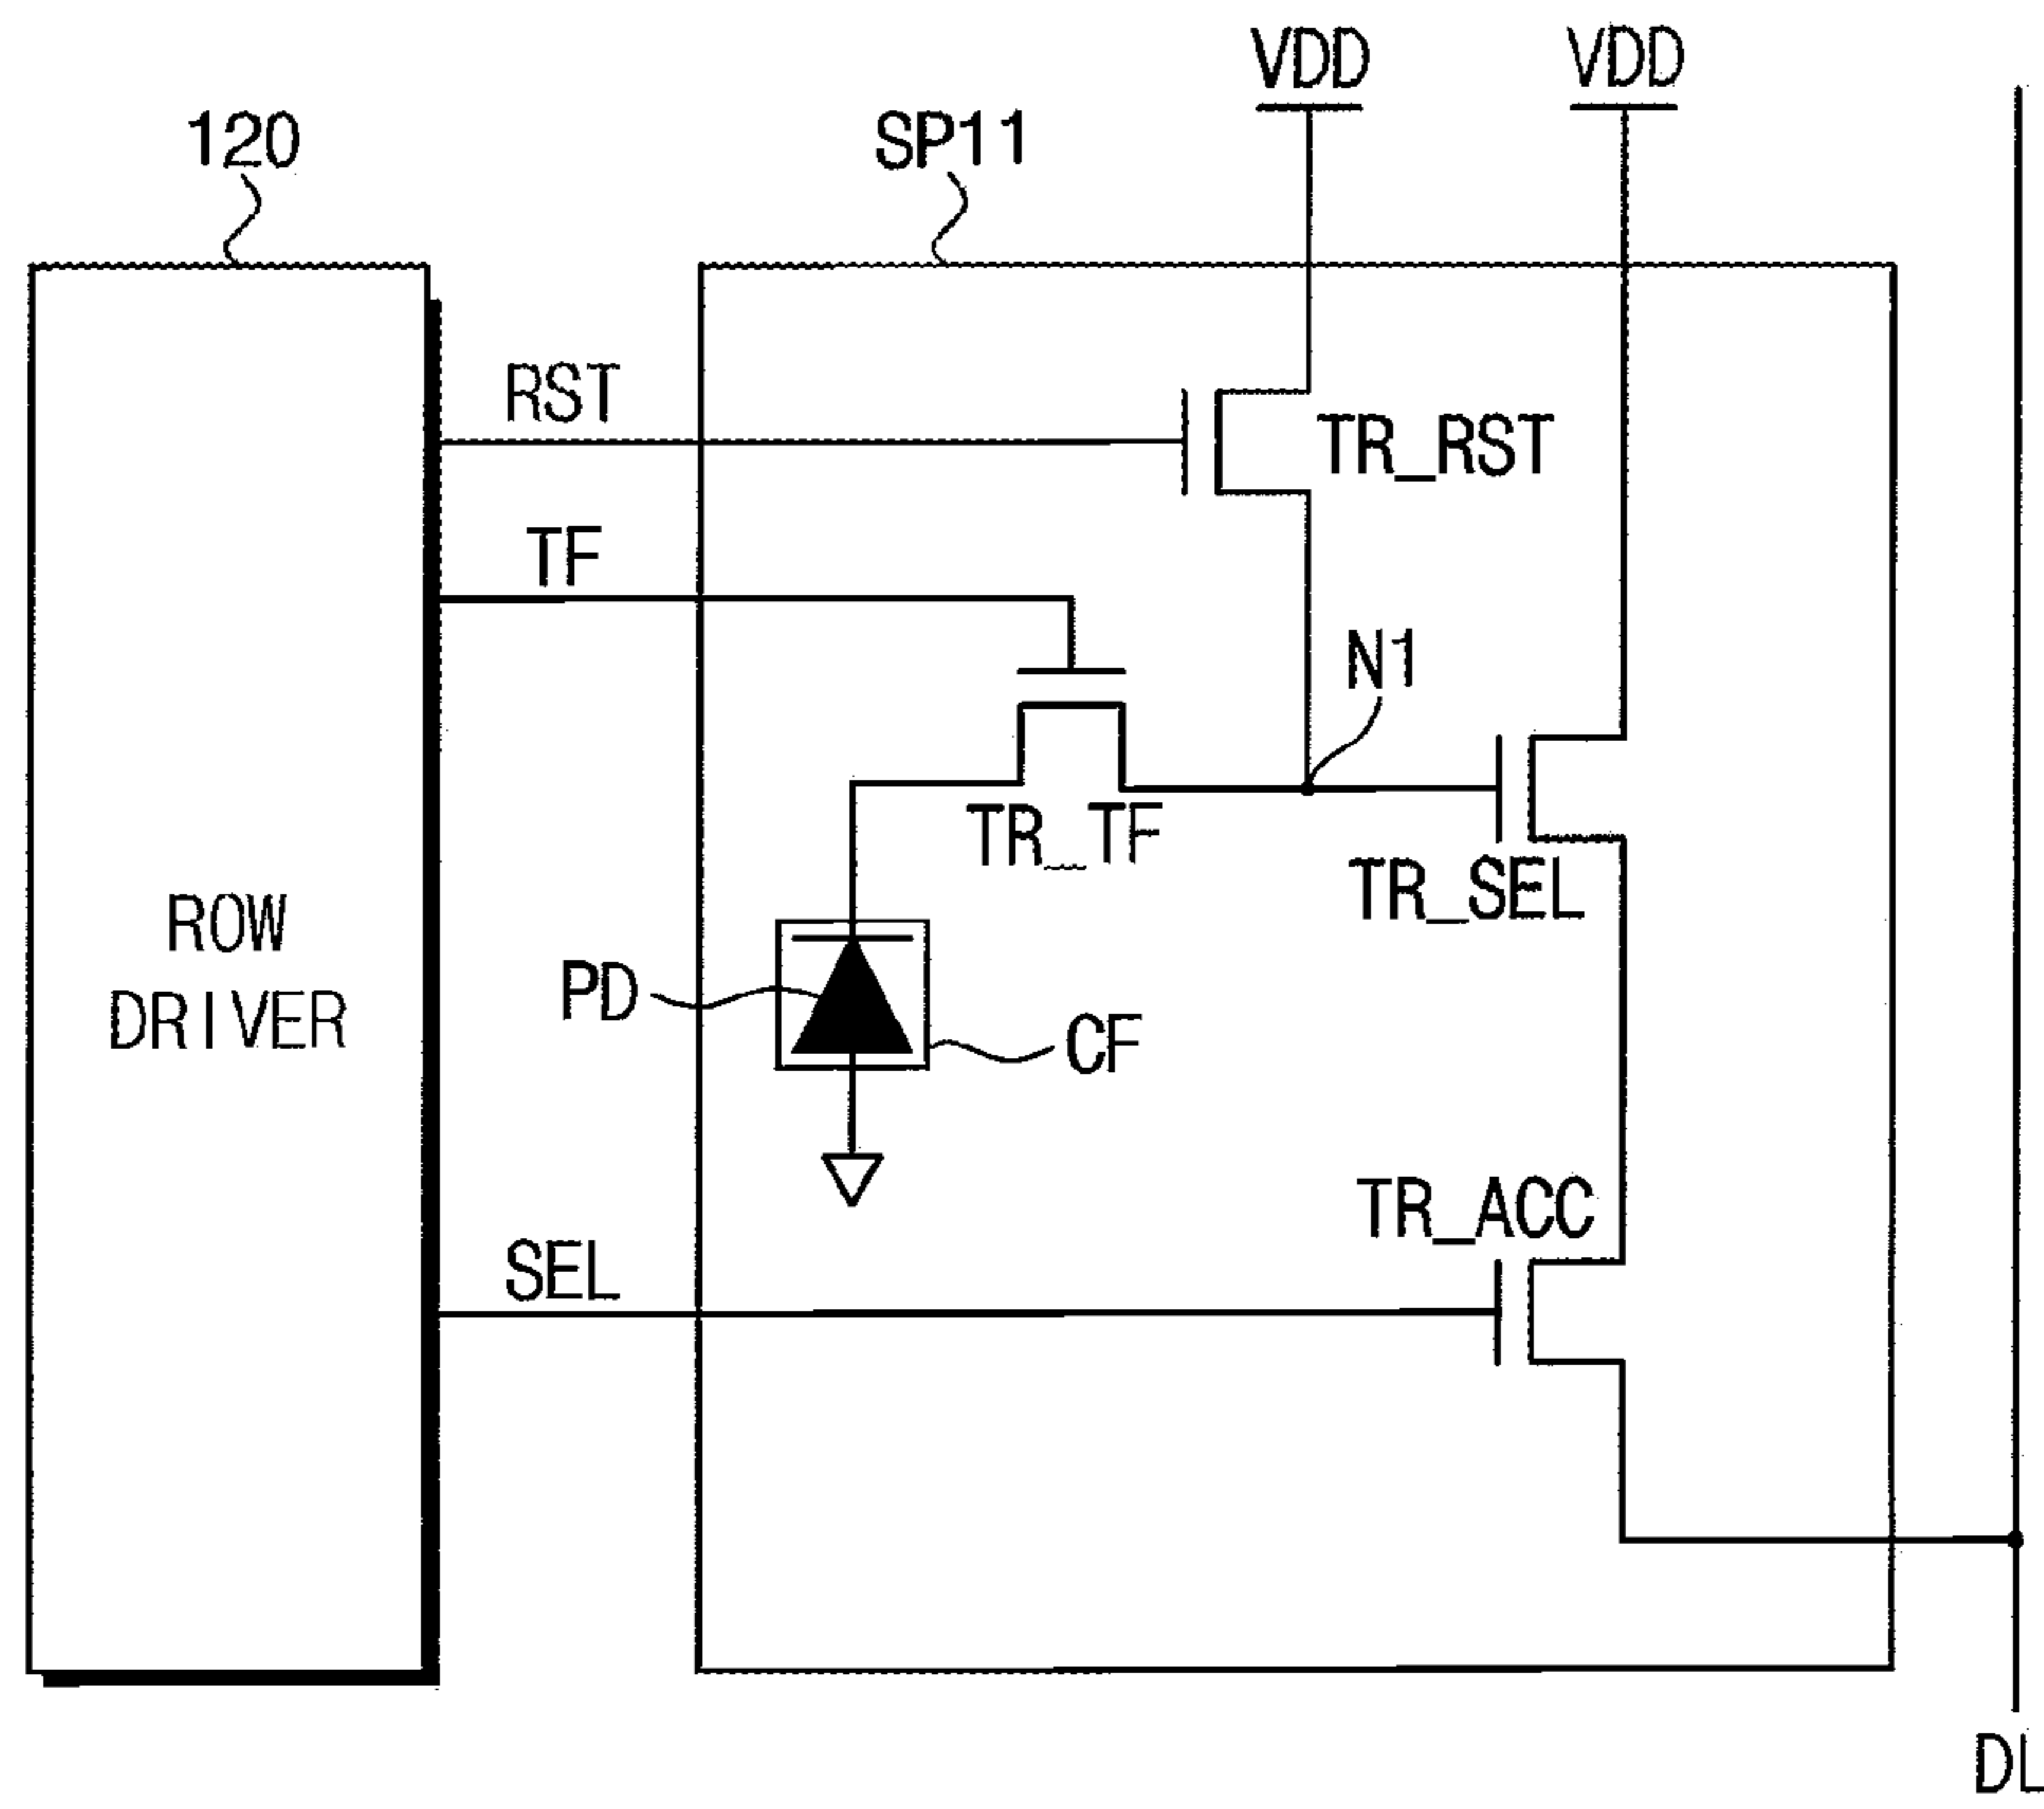 VDD
VDD
120
SP11
RST
TR_RST
TF
N1
TR_TF
TR_SEL
ROW
DRIVER
PD
CF
TR_ACC
SEL
DL